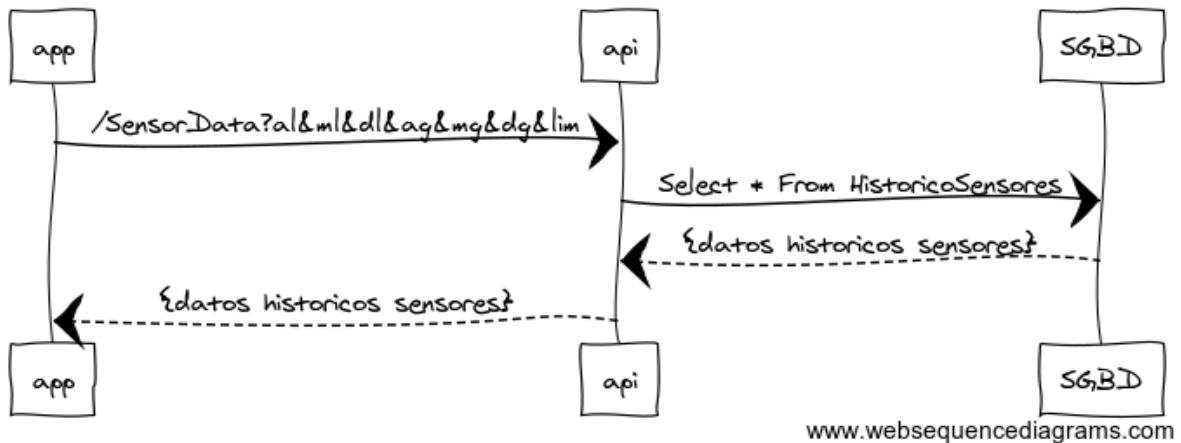 app api SGBD
/SensorData?al&ml&dl&ag&mg&dg&lim
Select * From HistoricoSensores
{datos historicos sensores}
{datos historicos sensores}
app api SGBD
www.websequencediagrams.com